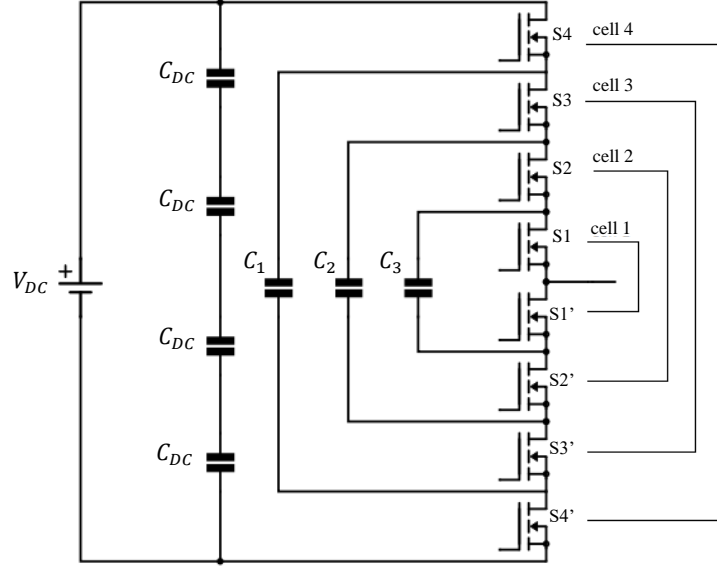 S4 cell 4
C_DC
S3 cell 3
S2 cell 2
C_DC
S1 cell 1
C_1 C_2 C_3
V_DC +
S1’
C_DC
S2’
C_DC
S3’
S4’